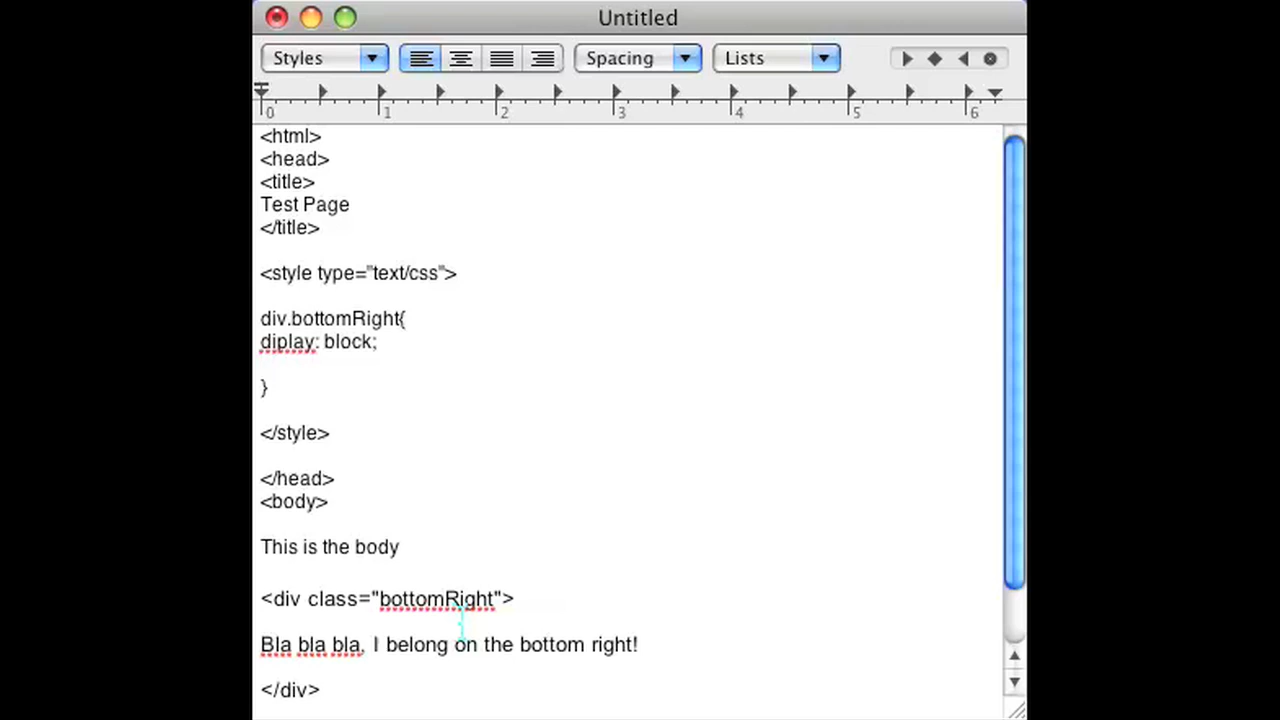 Untitled
Styles
Spacing
Lists
0 1 2 3 4 5 6
<html>
<head>
<title>
Test Page
</title>
<style type="text/css">
div.bottomRight{
diplay: block;
}
</style>
</head>
<body>
This is the body
<div class="bottomRight">
Bla bla bla, I belong on the bottom right!
</div>